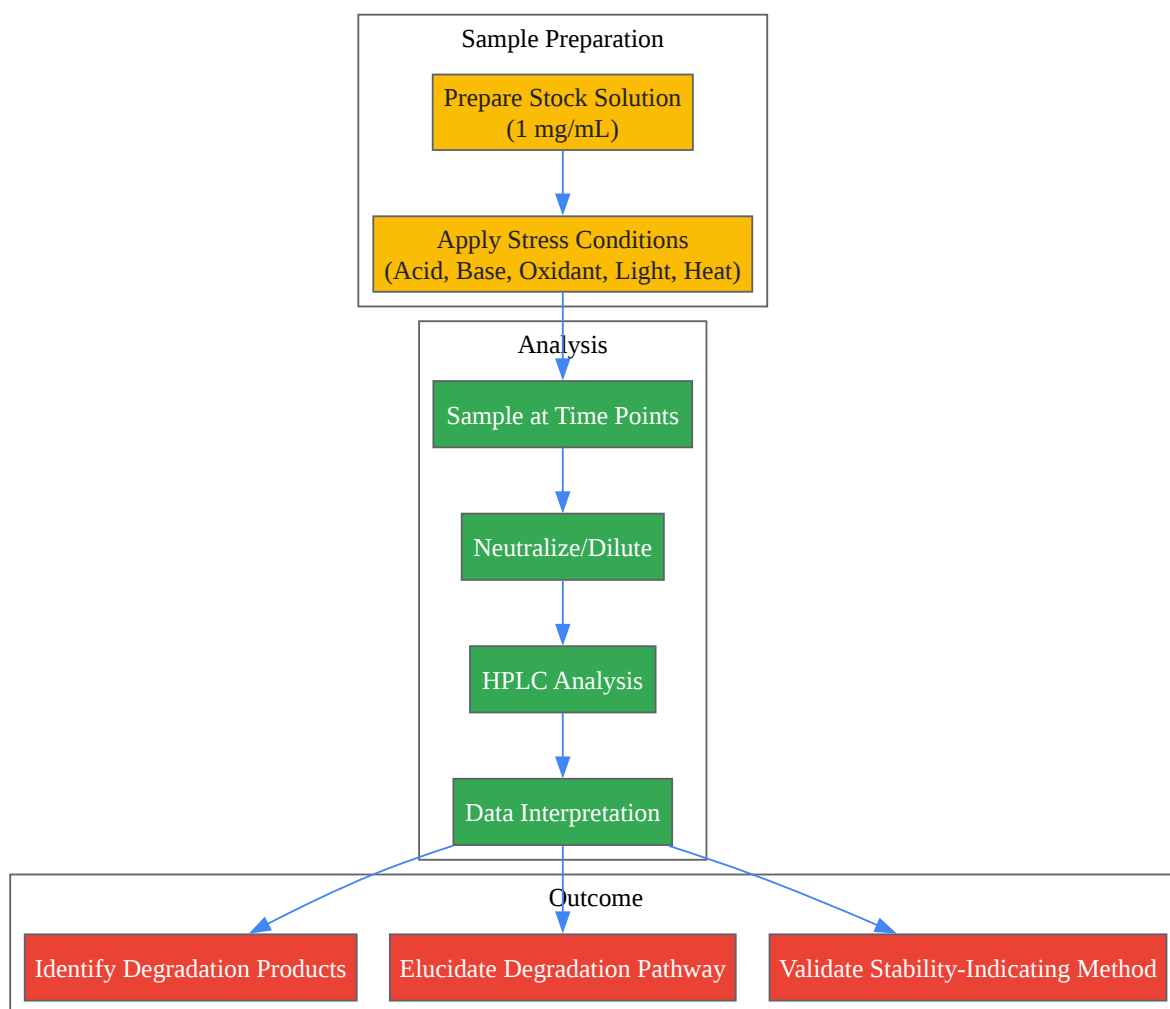 Sample Preparation
Prepare Stock Solution
(1 mg/mL)
Apply Stress Conditions
(Acid, Base, Oxidant, Light, Heat)
Analysis
Sample at Time Points
Neutralize/Dilute
HPLC Analysis
Data Interpretation
Outcome
Identify Degradation Products
Elucidate Degradation Pathway
Validate Stability-Indicating Method